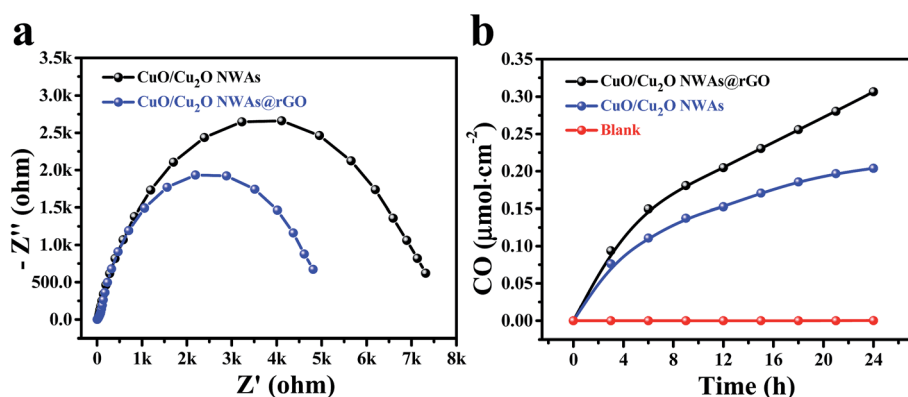 a
3.5k
3.0k
2.5k
2.0k
1.5k
1.0k
500.0
0.0
- Z'' (ohm)
CuO/Cu₂O NWAs
CuO/Cu₂O NWAs@rGO
0 1k 2k 3k 4k 5k 6k 7k 8k
Z' (ohm)
b
0.35
0.30
0.25
0.20
0.15
0.10
0.05
0.00
CO (μmol·cm⁻²)
CuO/Cu₂O NWAs@rGO
CuO/Cu₂O NWAs
Blank
0 4 8 12 16 20 24
Time (h)